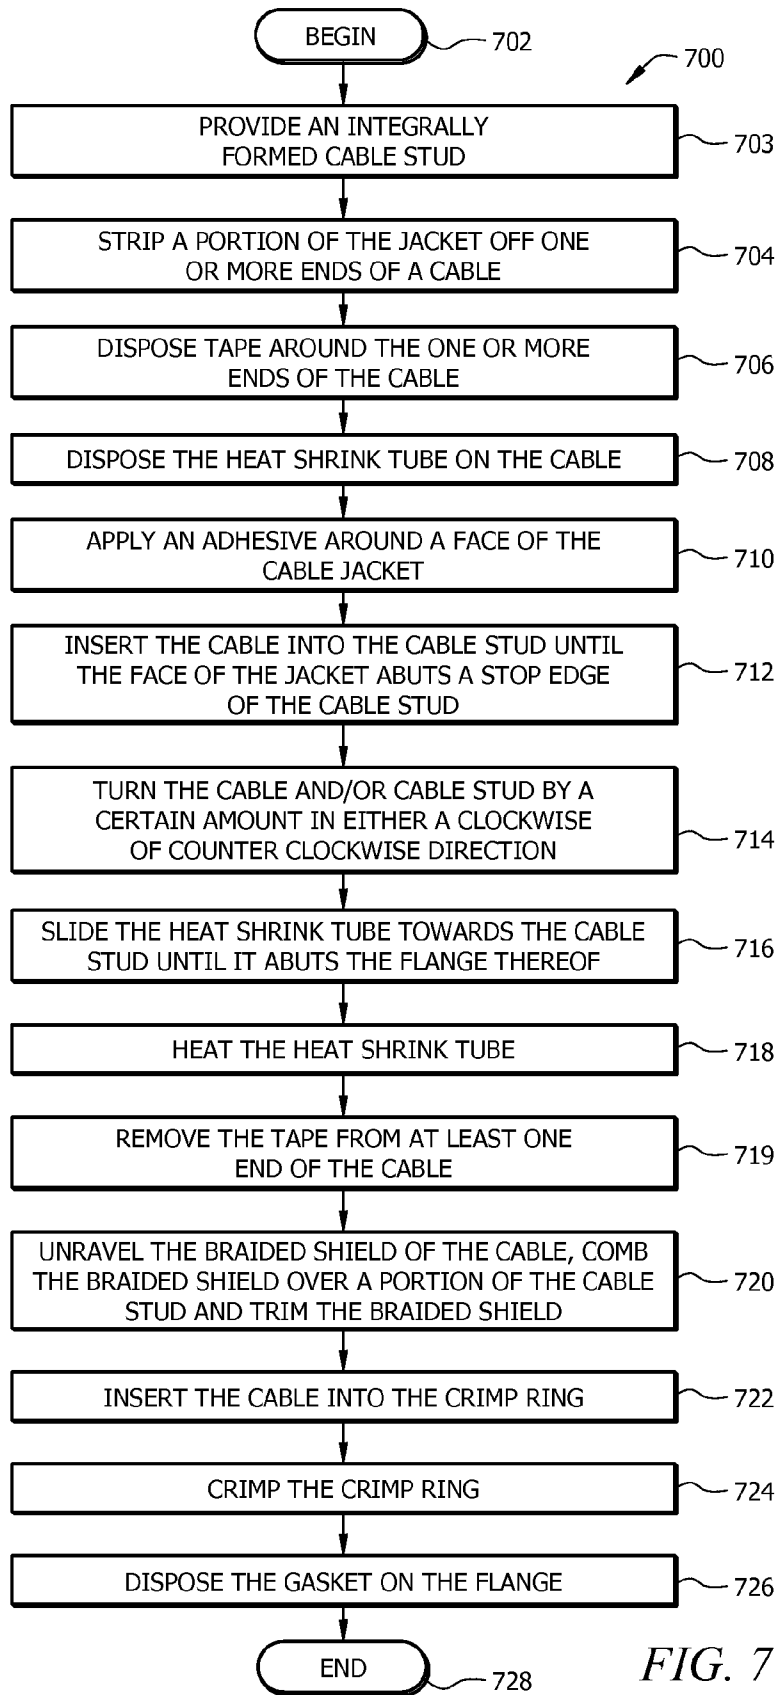 BEGIN
702
700
PROVIDE AN INTEGRALLY
FORMED CABLE STUD
703
STRIP A PORTION OF THE JACKET OFF ONE
OR MORE ENDS OF A CABLE
704
DISPOSE TAPE AROUND THE ONE OR MORE
ENDS OF THE CABLE
706
DISPOSE THE HEAT SHRINK TUBE ON THE CABLE
708
APPLY AN ADHESIVE AROUND A FACE OF THE
CABLE JACKET
710
INSERT THE CABLE INTO THE CABLE STUD UNTIL
THE FACE OF THE JACKET ABUTS A STOP EDGE
OF THE CABLE STUD
712
TURN THE CABLE AND/OR CABLE STUD BY A
CERTAIN AMOUNT IN EITHER A CLOCKWISE
OF COUNTER CLOCKWISE DIRECTION
714
SLIDE THE HEAT SHRINK TUBE TOWARDS THE CABLE
STUD UNTIL IT ABUTS THE FLANGE THEREOF
716
HEAT THE HEAT SHRINK TUBE
718
REMOVE THE TAPE FROM AT LEAST ONE
END OF THE CABLE
719
UNRAVEL THE BRAIDED SHIELD OF THE CABLE, COMB
THE BRAIDED SHIELD OVER A PORTION OF THE CABLE
STUD AND TRIM THE BRAIDED SHIELD
720
INSERT THE CABLE INTO THE CRIMP RING
722
CRIMP THE CRIMP RING
724
DISPOSE THE GASKET ON THE FLANGE
726
END
728
FIG. 7